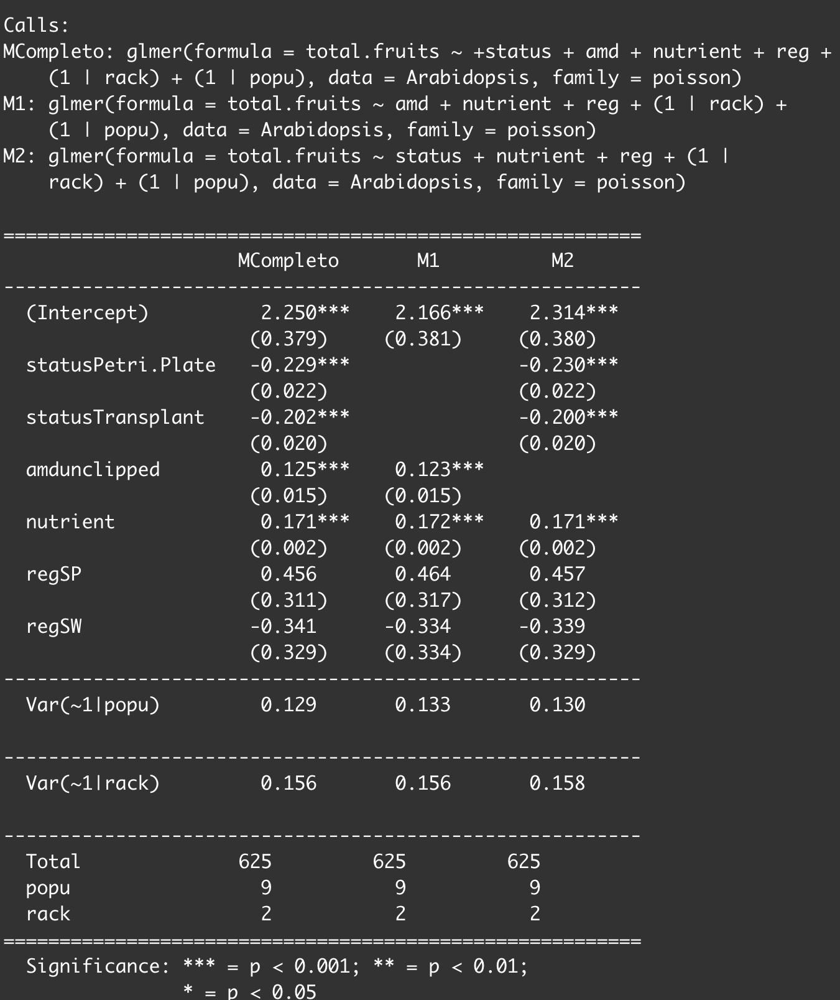 Calls:
MCompleto: glmer(formula = total.fruits ~ +status + amd + nutrient + reg +
    (1 | rack) + (1 | popu), data = Arabidopsis, family = poisson)
M1: glmer(formula = total.fruits ~ amd + nutrient + reg + (1 | rack) +
    (1 | popu), data = Arabidopsis, family = poisson)
M2: glmer(formula = total.fruits ~ status + nutrient + reg + (1 |
    rack) + (1 | popu), data = Arabidopsis, family = poisson)

=========================================================
                     MCompleto       M1          M2
---------------------------------------------------------
  (Intercept)          2.250***    2.166***    2.314***
                      (0.379)     (0.381)     (0.380)
  statusPetri.Plate   -0.229***               -0.230***
                      (0.022)                 (0.022)
  statusTransplant    -0.202***               -0.200***
                      (0.020)                 (0.020)
  amdunclipped         0.125***    0.123***
                      (0.015)     (0.015)
  nutrient             0.171***    0.172***    0.171***
                      (0.002)     (0.002)     (0.002)
  regSP                0.456       0.464       0.457
                      (0.311)     (0.317)     (0.312)
  regSW               -0.341      -0.334      -0.339
                      (0.329)     (0.334)     (0.329)
---------------------------------------------------------
  Var(~1|popu)         0.129       0.133       0.130

---------------------------------------------------------
  Var(~1|rack)         0.156       0.156       0.158

---------------------------------------------------------
  Total              625         625         625
  popu                 9           9           9
  rack                 2           2           2
=========================================================
  Significance: *** = p < 0.001; ** = p < 0.01;
                * = p < 0.05